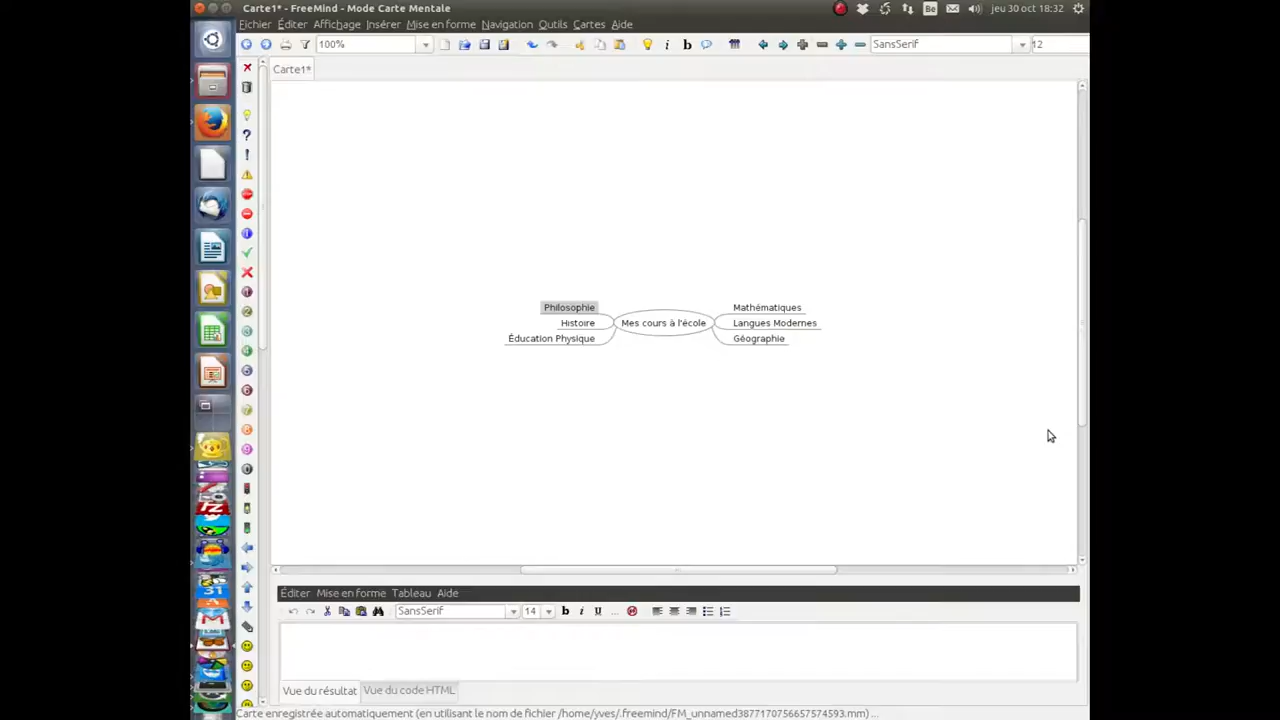 Carte1* - FreeMind - Mode Carte Mentale
Be
jeu 30 oct 18:32
Fichier Éditer Affichage Insérer Mise en forme Navigation Outils Cartes Aide
100%
SansSerif
12
Carte1*
Philosophie
Histoire
Éducation Physique
Mes cours à l'école
Mathématiques
Langues Modernes
Géographie
Éditer Mise en forme Tableau Aide
SansSerif
14
Vue du résultat
Vue du code HTML
Carte enregistrée automatiquement (en utilisant le nom de fichier /home/yves/.freemind/FM_unnamed3877170756657574593.mm) ...